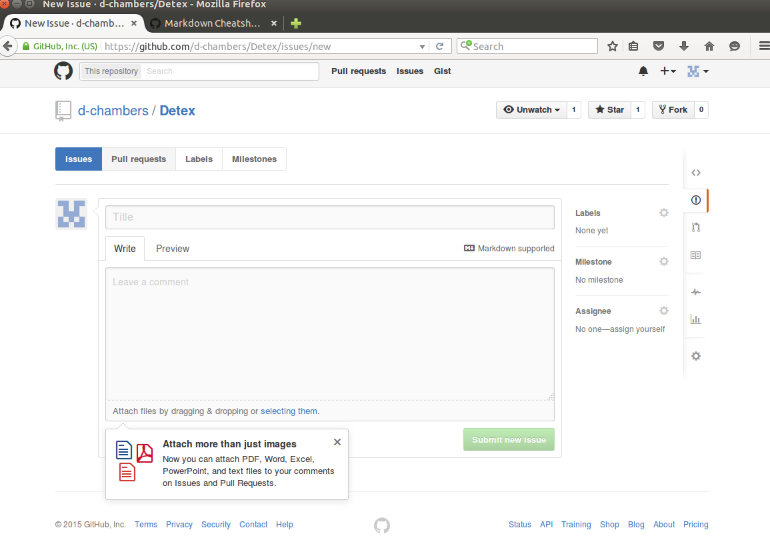 New Issue · d-chambers/Detex - Mozilla Firefox
New Issue · d-chamb... × Markdown Cheatsh... ×
GitHub, Inc. (US) https://github.com/d-chambers/Detex/issues/new Search
This repository Search Pull requests Issues Gist
d-chambers / Detex Unwatch 1 Star 1 Fork 0
Issues Pull requests Labels Milestones
Title
Write Preview Markdown supported
Leave a comment
Attach files by dragging & dropping or selecting them.
Attach more than just images
Now you can attach PDF, Word, Excel,
PowerPoint, and text files to your comments
on Issues and Pull Requests.
Submit new issue
Labels
None yet
Milestone
No milestone
Assignee
No one—assign yourself
© 2015 GitHub, Inc. Terms Privacy Security Contact Help Status API Training Shop Blog About Pricing